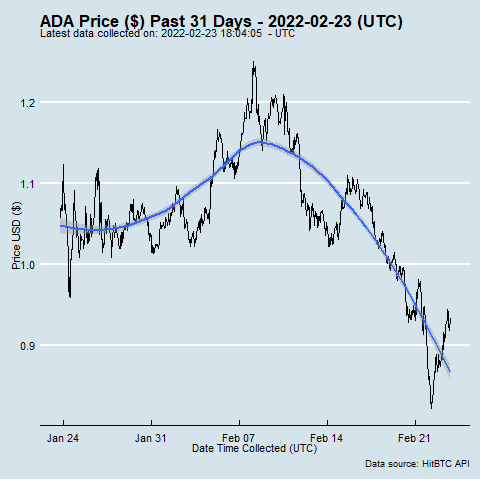 ADA Price ($) Past 31 Days - 2022-02-23 (UTC)
Latest data collected on: 2022-02-23 18:04:05 - UTC
1.2
1.1
1.0
0.9
Price USD ($)
Jan 24 Jan 31 Feb 07 Feb 14 Feb 21
Date Time Collected (UTC)
Data source: HitBTC API